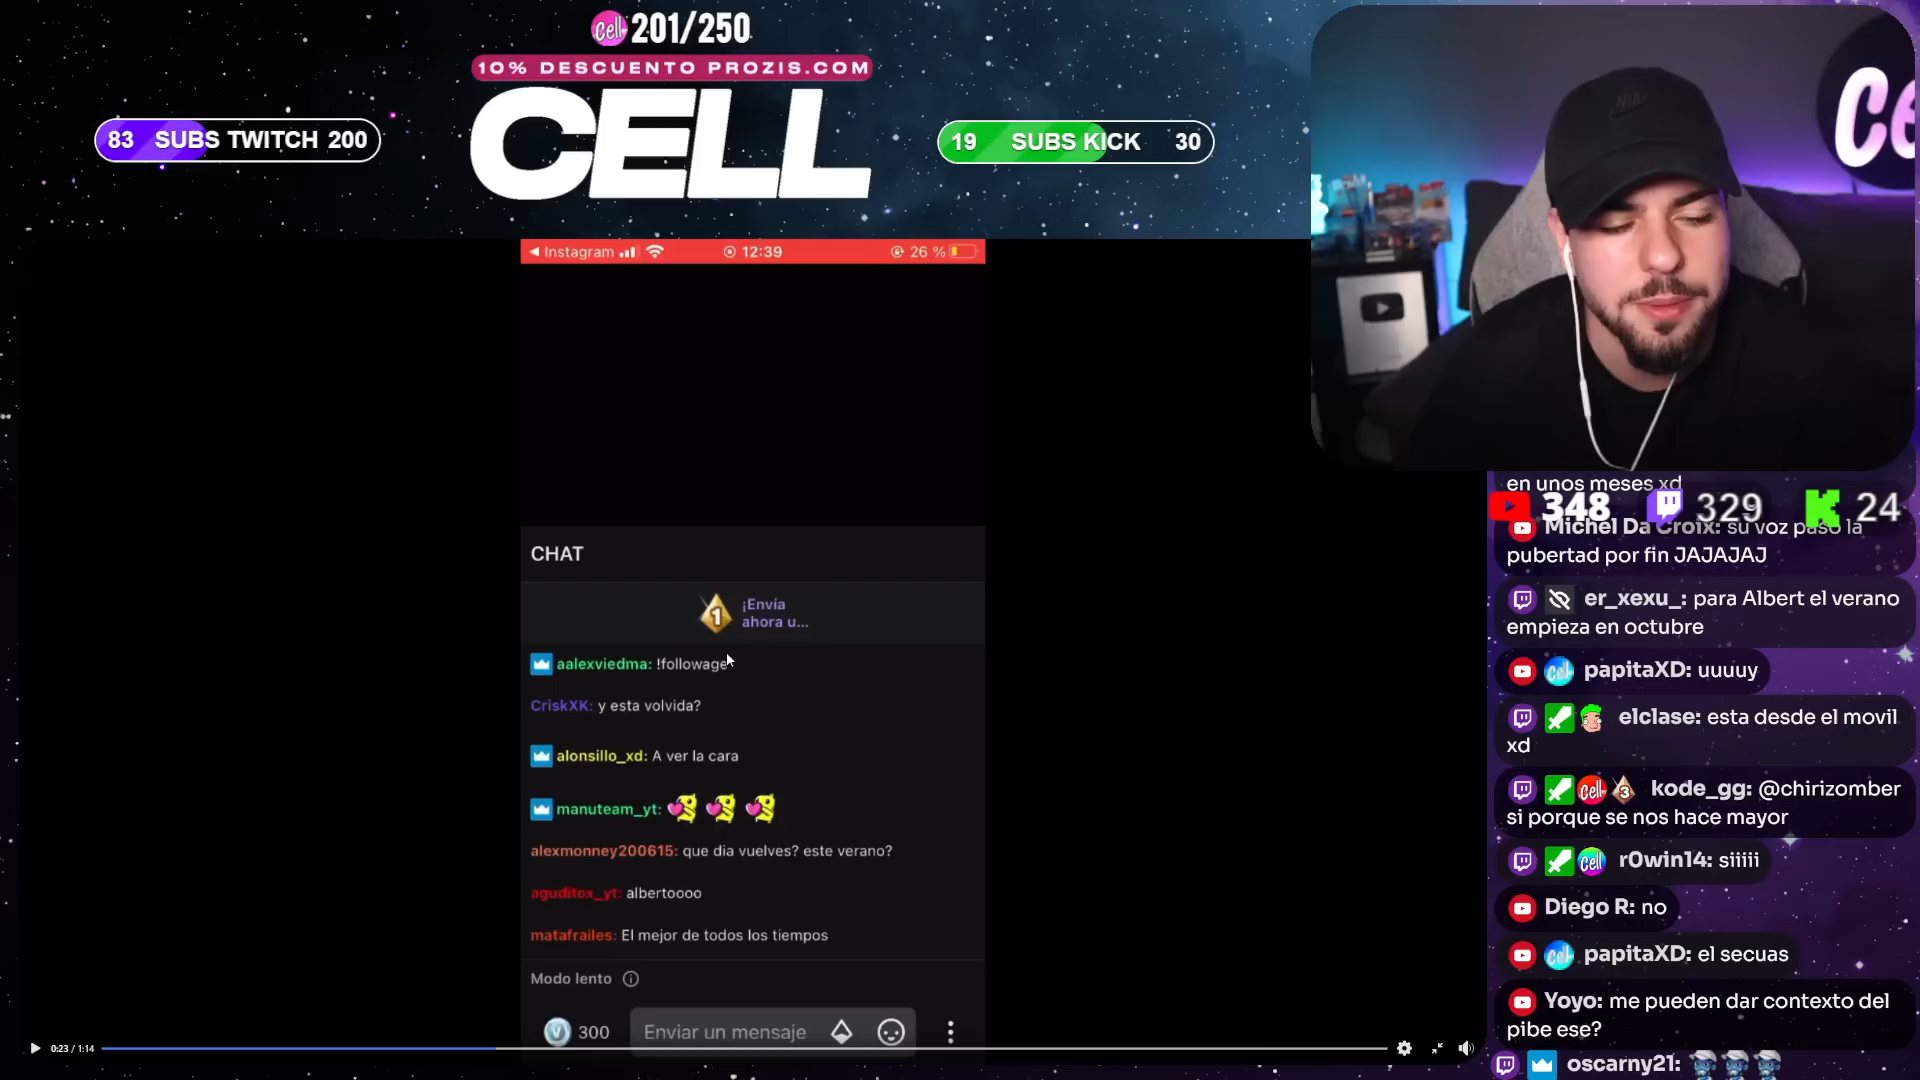 Cell 201/250
10% DESCUENTO PROZIS.COM
CELL
83 SUBS TWITCH 200
19 SUBS KICK 30
Ce
◀ Instagram
12:39
26 %
CHAT
1
¡Envía
ahora u...
aalexviedma: !followage
CriskXK: y esta volvida?
alonsillo_xd: A ver la cara
manuteam_yt:
alexmonney200615: que dia vuelves? este verano?
aguditox_yt: albertoooo
matafrailes: El mejor de todos los tiempos
Modo lento
300
Enviar un mensaje
0:23 / 1:14
en unos meses xd
348 329 24
Michel Da Croix: su voz paso la
pubertad por fin JAJAJAJ
er_xexu_: para Albert el verano
empieza en octubre
papitaXD: uuuuy
elclase: esta desde el movil
xd
kode_gg: @chirizomber
si porque se nos hace mayor
r0win14: siiiii
Diego R: no
papitaXD: el secuas
Yoyo: me pueden dar contexto del
pibe ese?
oscarny21: